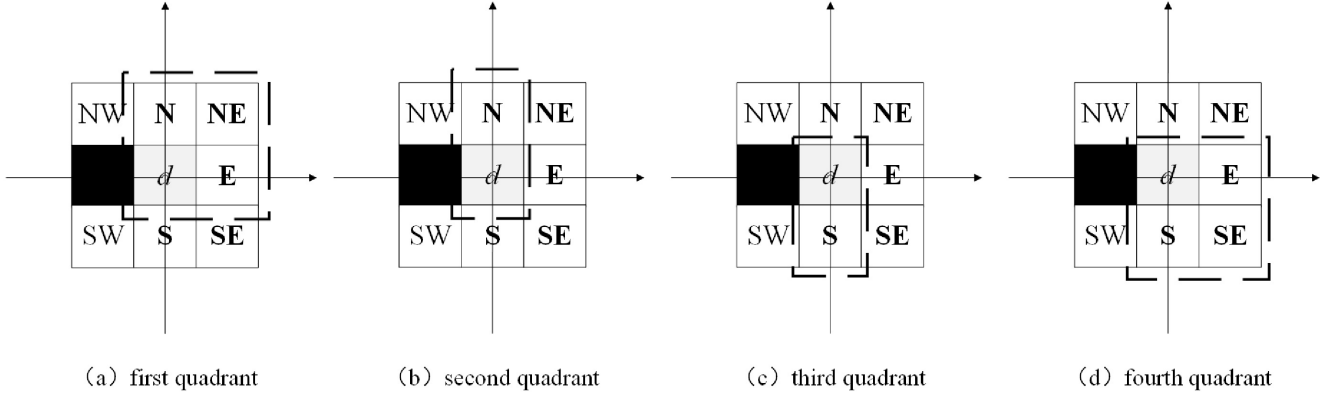 NW N NE NW N NE NW N NE NW N NE
d E d E d E d E
SW S SE SW S SE SW S SE SW S SE
（a）first quadrant （b）second quadrant （c）third quadrant （d）fourth quadrant